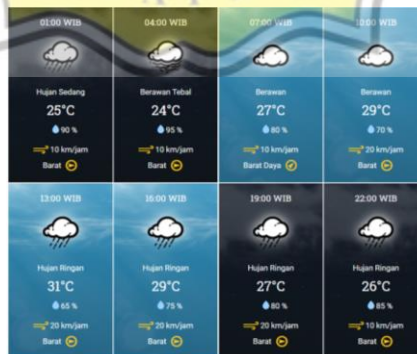 01:00 WIB 04:00 WIB 07:00 WIB 10:00 WIB
Hujan Sedang Berawan Tebal Berawan Berawan
25°C 24°C 27°C 29°C
90 % 95 % 80 % 70 %
10 km/jam 10 km/jam 10 km/jam 20 km/jam
Barat Barat Barat Daya Barat
13:00 WIB 16:00 WIB 19:00 WIB 22:00 WIB
Hujan Ringan Hujan Ringan Hujan Ringan Hujan Ringan
31°C 29°C 27°C 26°C
65 % 75 % 80 % 85 %
20 km/jam 20 km/jam 20 km/jam 10 km/jam
Barat Barat Barat Barat